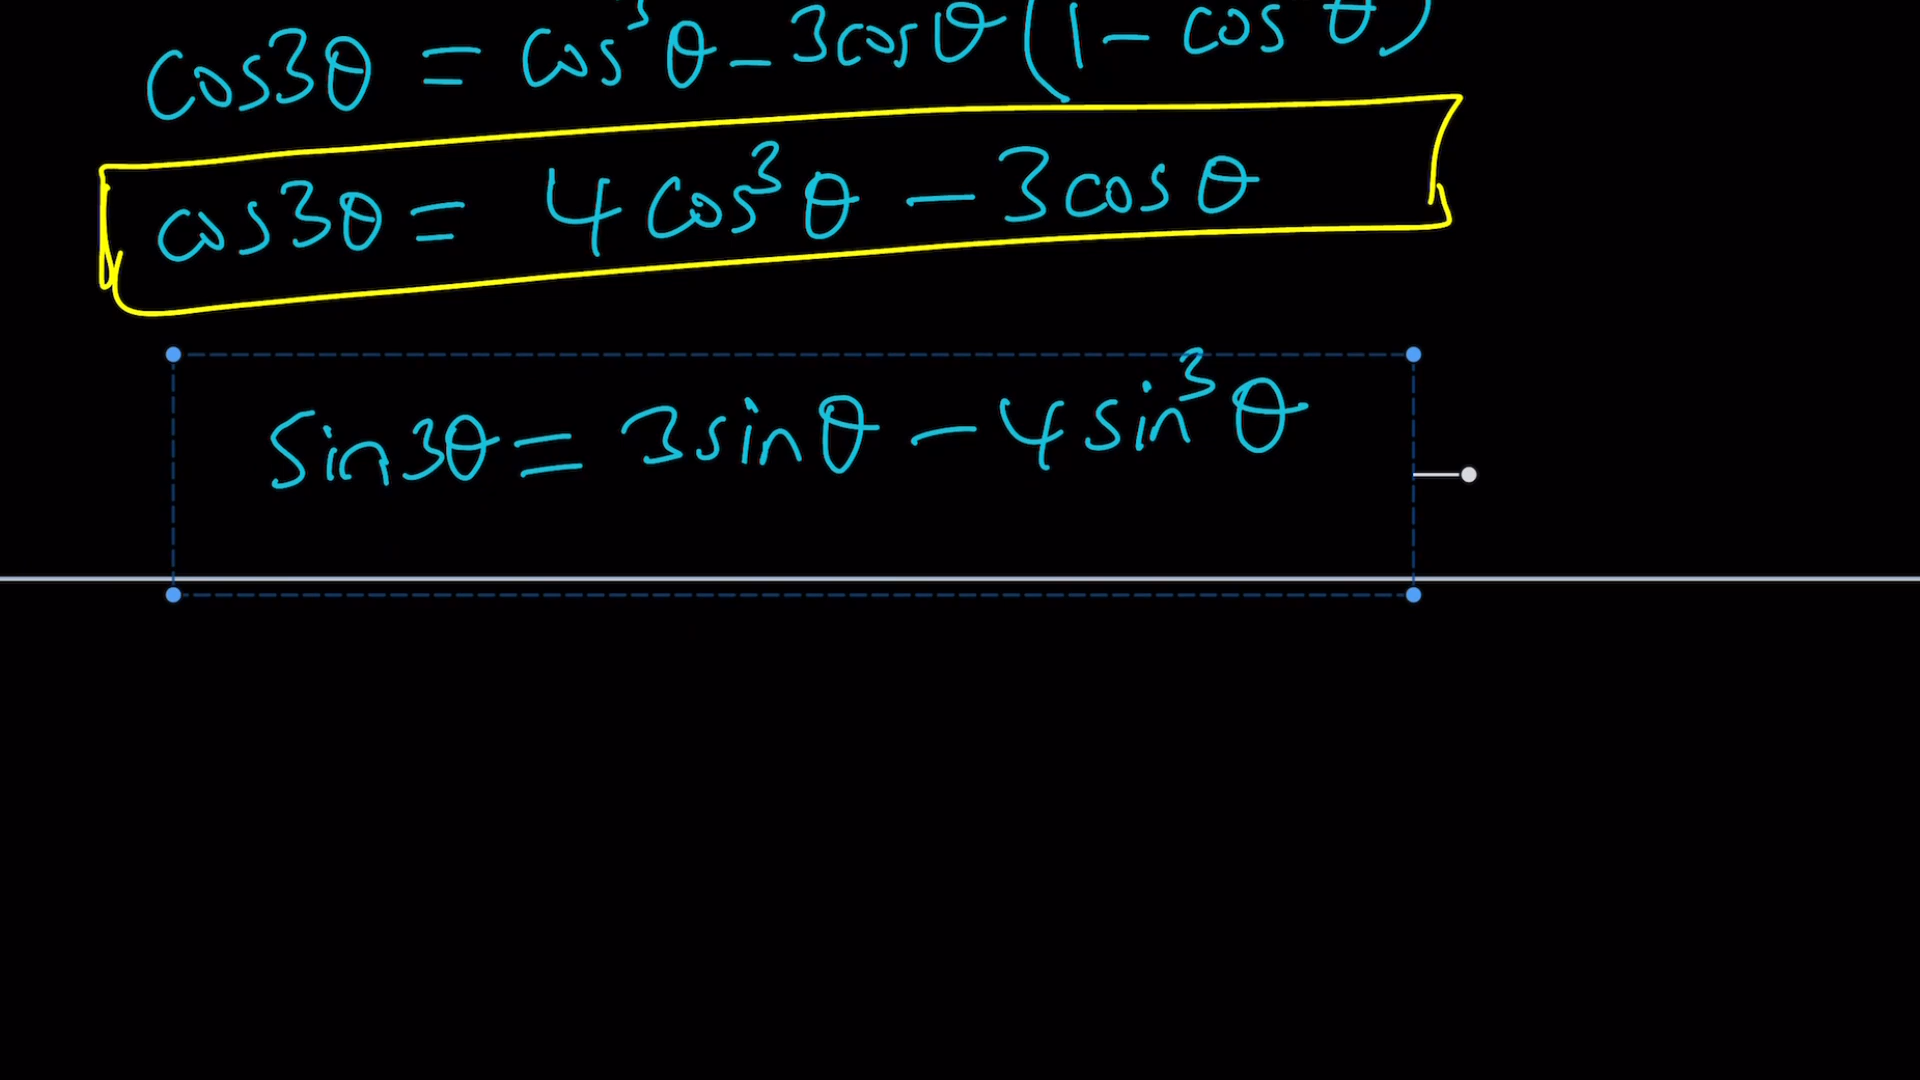 cos3θ = cos³θ - 3cosθ(1 - cos θ)
cos3θ = 4cos³θ - 3cosθ
sin3θ = 3sinθ - 4sin³θ